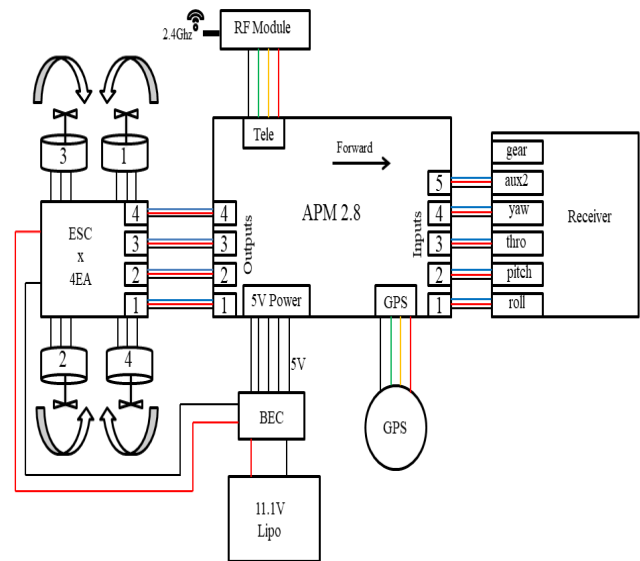 2.4Ghz
RF Module
Tele
Forward
APM 2.8
3
1
ESC
x
4EA
4
3
2
1
4
3
2
1
Outputs
5V Power
GPS
Inputs
5
4
3
2
1
gear
aux2
yaw
thro
pitch
roll
Receiver
2
4
5V
BEC
GPS
11.1V
Lipo